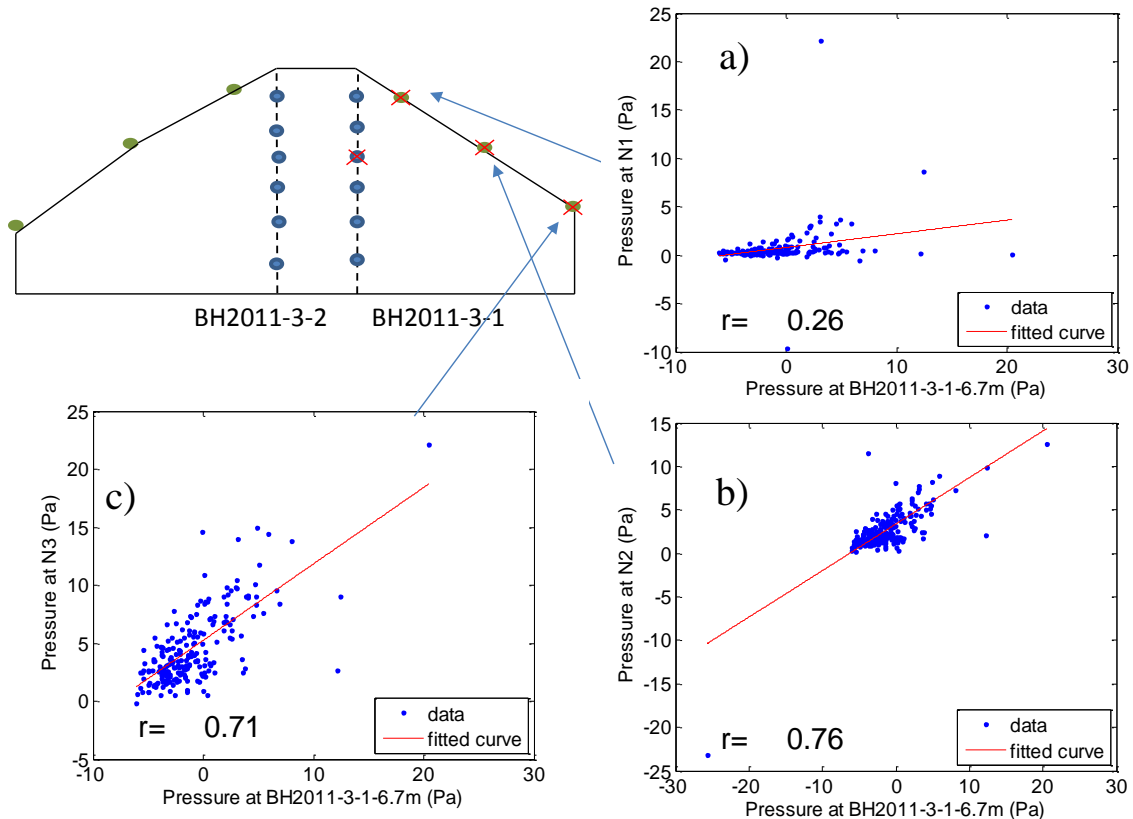 BH2011-3-2
BH2011-3-1
a)
Pressure at N1 (Pa)
25
20
15
10
5
0
-5
-10
r= 0.26
data
fitted curve
-10 0 10 20 30
Pressure at BH2011-3-1-6.7m (Pa)
c)
Pressure at N3 (Pa)
25
20
15
10
5
0
-5
r= 0.71
data
fitted curve
-10 0 10 20 30
Pressure at BH2011-3-1-6.7m (Pa)
b)
Pressure at N2 (Pa)
15
10
5
0
-5
-10
-15
-20
-25
r= 0.76
data
fitted curve
-30 -20 -10 0 10 20 30
Pressure at BH2011-3-1-6.7m (Pa)